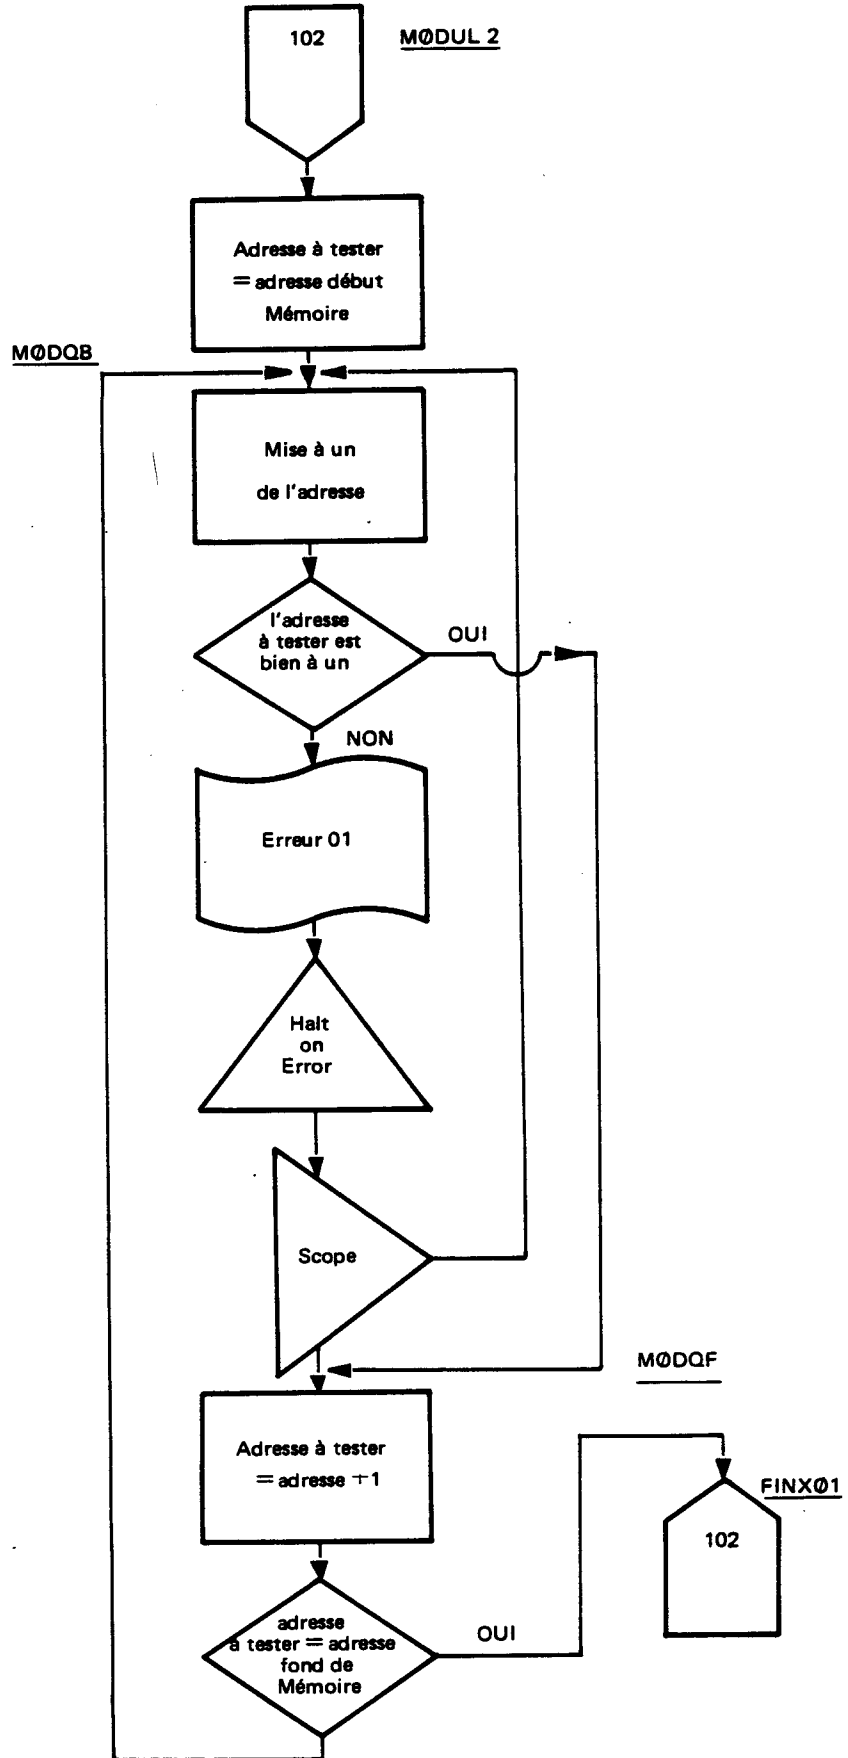 102
MØDUL 2
Adresse à tester
= adresse début
Mémoire
MØDQB
Mise à un
de l'adresse
l'adresse
à tester est
bien à un
OUI
NON
Erreur 01
Halt
on
Error
Scope
MØDQF
Adresse à tester
= adresse +1
FINXØ1
102
adresse
à tester = adresse
fond de
Mémoire
OUI